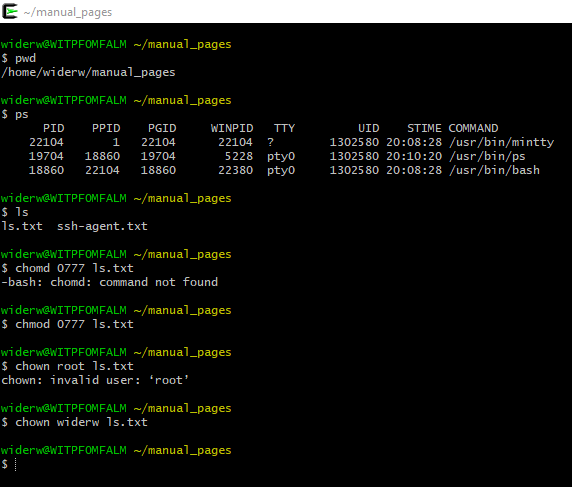 ~/manual_pages
widerw@WITPFOMFALM ~/manual_pages
$ pwd
/home/widerw/manual_pages
widerw@WITPFOMFALM ~/manual_pages
$ ps
PID PPID PGID WINPID TTY UID STIME COMMAND
22104 1 22104 22104 ? 1302580 20:08:28 /usr/bin/mintty
19704 18860 19704 5228 pty0 1302580 20:10:20 /usr/bin/ps
18860 22104 18860 22380 pty0 1302580 20:08:28 /usr/bin/bash
widerw@WITPFOMFALM ~/manual_pages
$ ls
ls.txt ssh-agent.txt
widerw@WITPFOMFALM ~/manual_pages
$ chomd 0777 ls.txt
-bash: chomd: command not found
widerw@WITPFOMFALM ~/manual_pages
$ chmod 0777 ls.txt
widerw@WITPFOMFALM ~/manual_pages
$ chown root ls.txt
chown: invalid user: ‘root’
widerw@WITPFOMFALM ~/manual_pages
$ chown widerw ls.txt
widerw@WITPFOMFALM ~/manual_pages
$